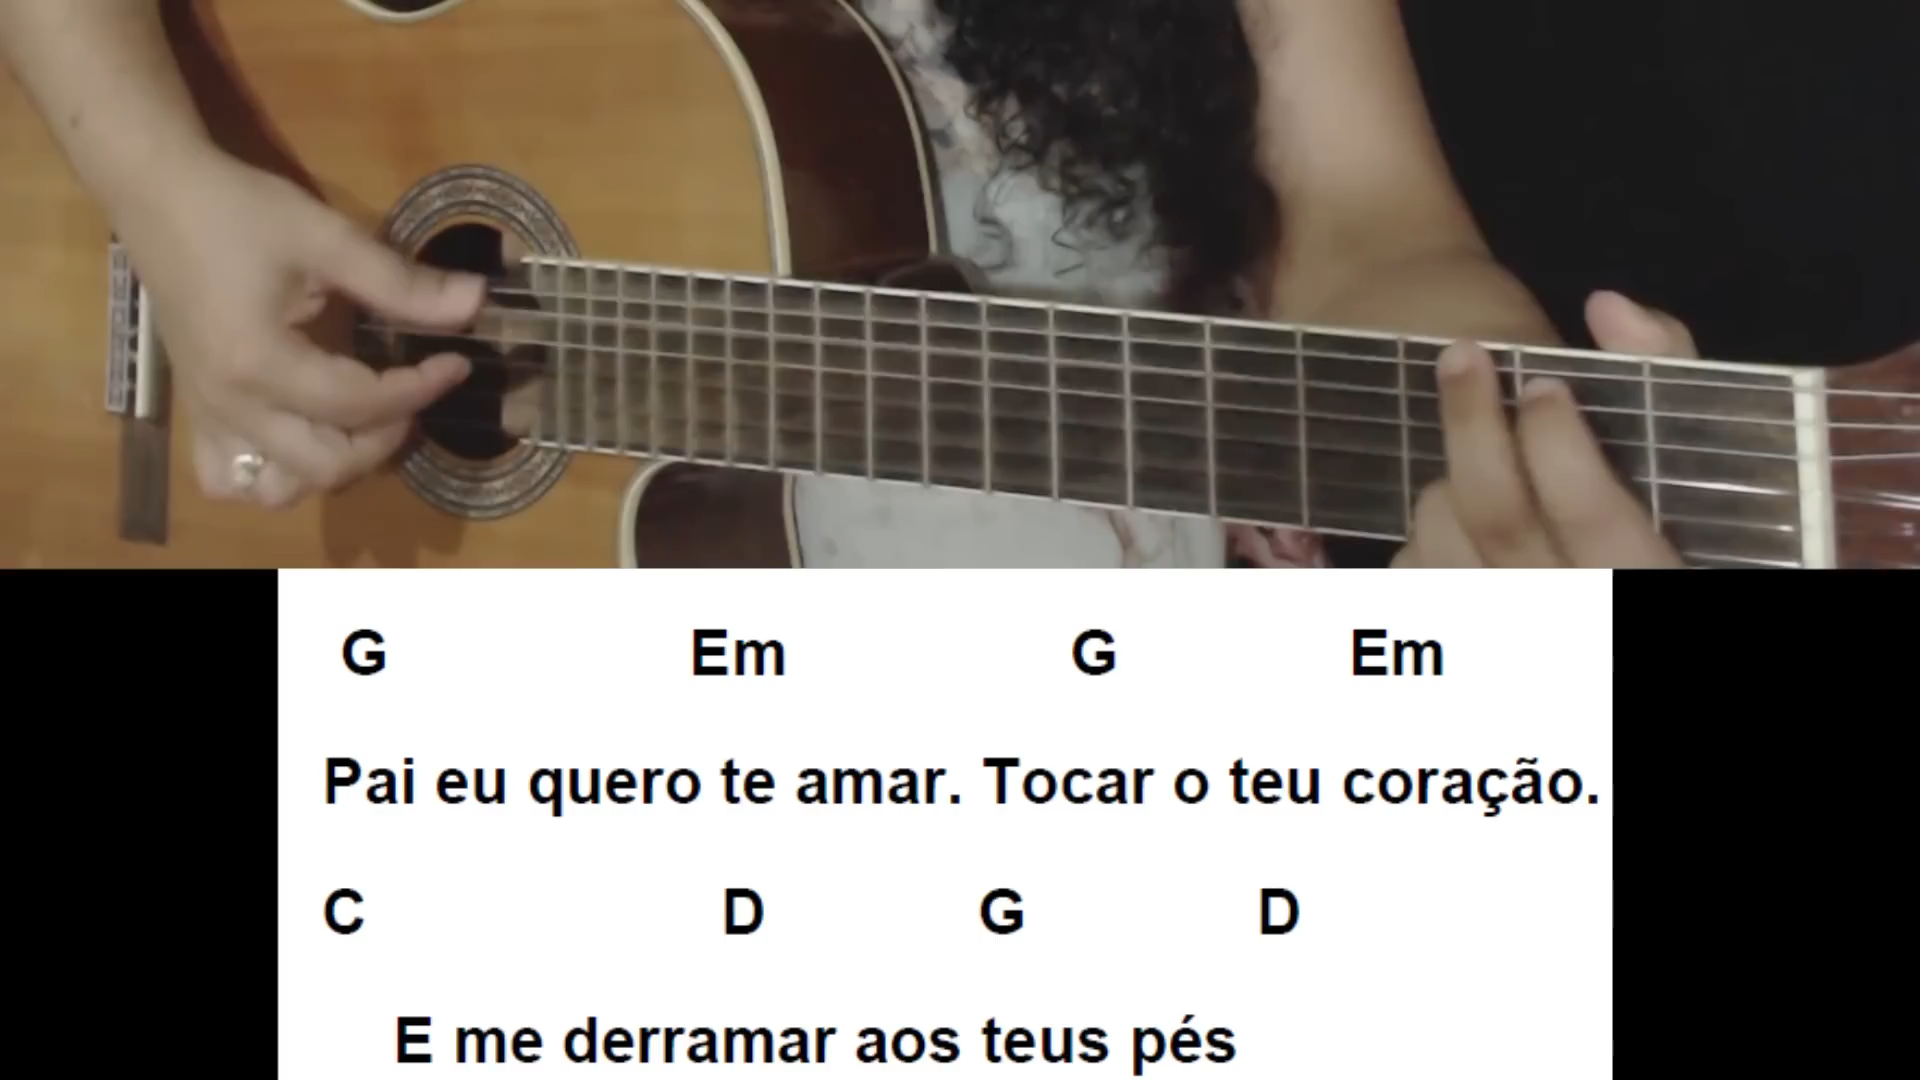 G Em G Em
Pai eu quero te amar. Tocar o teu coração.
C D G D
E me derramar aos teus pés